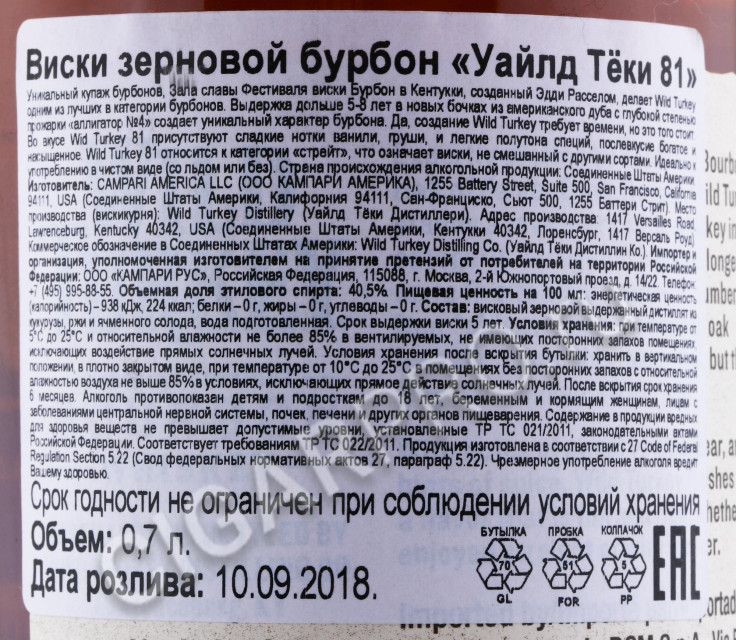 Виски зерновой бурбон «Уайлд Тёки 81»
Уникальный купаж бурбонов, Зала славы Фестиваля виски Бурбон в Кентукки, созданный Эдди Расселом, делает Wild Turkey
одним из лучших в категории бурбонов. Выдержка дольше 5-8 лет в новых бочках из американского дуба с глубокой степенью
прожарки «аллигатор №4» создает уникальный характер бурбона. Да, создание Wild Turkey требует времени, но это того стоит
Во вкусе Wid Turkey 81 присутствуют сладкие нотки ванили, груши, и легкие полутона специй, послевкусие богатое и
насыщенное. Wild Turkey 81 относится к категории «стрейт», что означает виски, не смешанный с другими сортами. Идеально к
употреблению в чистом виде (со льдом или без). Страна происхождения алкогольной продукции: Соединенные Штаты Америки.
Изготовитель: CAMPARI AMERICA LLC (ООО КАМПАРИ АМЕРИКА), 1255 Battery Street, Suite 500, San Francisco, California
94111, USA (Соединенные Штаты Америки, Калифорния 94111, Сан-Франциско, Сьют 500, 1255 Баттери Стрит). Место
производства (вискикурня): Wild Turkey Distillery (Уайлд Тёки Дистиллери). Адрес производства: 1417 Versailles Road,
Lawrenceburg, Kentucky 40342, USA (Соединенные Штаты Америки, Кентукки 40342, Лоренсбург, 1417 Версаль Роуд)
Коммерческое обозначение в Соединенных Штатах Америки: Wild Turkey Distilling Co. (Уайлд Тёки Дистиллин Ко.) Импортер и
организация, уполномоченная изготовителем на принятие претензий от потребителей на территории Российской
Федерации: ООО «КАМПАРИ РУС», Российская Федерация, 115088, г. Москва, 2-й Южнопортовый проезд, д. 14/22. Телефон:
+7 (495) 995-88-55. Объемная доля этилового спирта: 40,5%. Пищевая ценность на 100 мл: энергетическая ценность
(калорийность) – 938 кДж, 224 ккал; белки – 0 г, жиры – 0 г, углеводы – 0 г. Состав: висковый зерновой выдержанный дистиллят из
кукурузы, ржи и ячменного солода, вода подготовленная. Срок выдержки виски 5 лет. Условия хранения: при температуре от
5°С до 25°С и относительной влажности не более 85% в вентилируемых, не имеющих посторонних запахов помещениях
исключающих воздействие прямых солнечных лучей. Условия хранения после вскрытия бутылки: хранить в вертикальном
положении, в плотно закрытом виде, при температуре от 10°С до 25°С в помещениях без посторонних запахов с относительной
влажностью воздуха не выше 85% в условиях, исключающих прямое действие солнечных лучей. После вскрытия срок хранения
6 месяцев. Алкоголь противопоказан детям и подросткам до 18 лет, беременным и кормящим женщинам, лицам с
заболеваниями центральной нервной системы, почек, печени и других органов пищеварения. Содержание в продукции вредных
для здоровья веществ не превышает допустимые уровни, установленные ТР ТС 021/2011, законодательными актами
Российской Федерации. Соответствует требованиям ТР ТС 022/2011. Продукция изготовлена в соответствии с 27 Code of Federal
Regulation Section 5.22 (Свод федеральных нормативных актов 27, параграф 5.22). Чрезмерное употребление алкоголя вредит
Вашему здоровью.
Срок годности не ограничен при соблюдении условий хранения
Объем: 0,7 л.
Дата розлива: 10.09.2018.
БУТЫЛКА ПРОБКА КОЛПАЧОК
70 51 5
GL FOR PP
EAC
CIGARPRO.RU